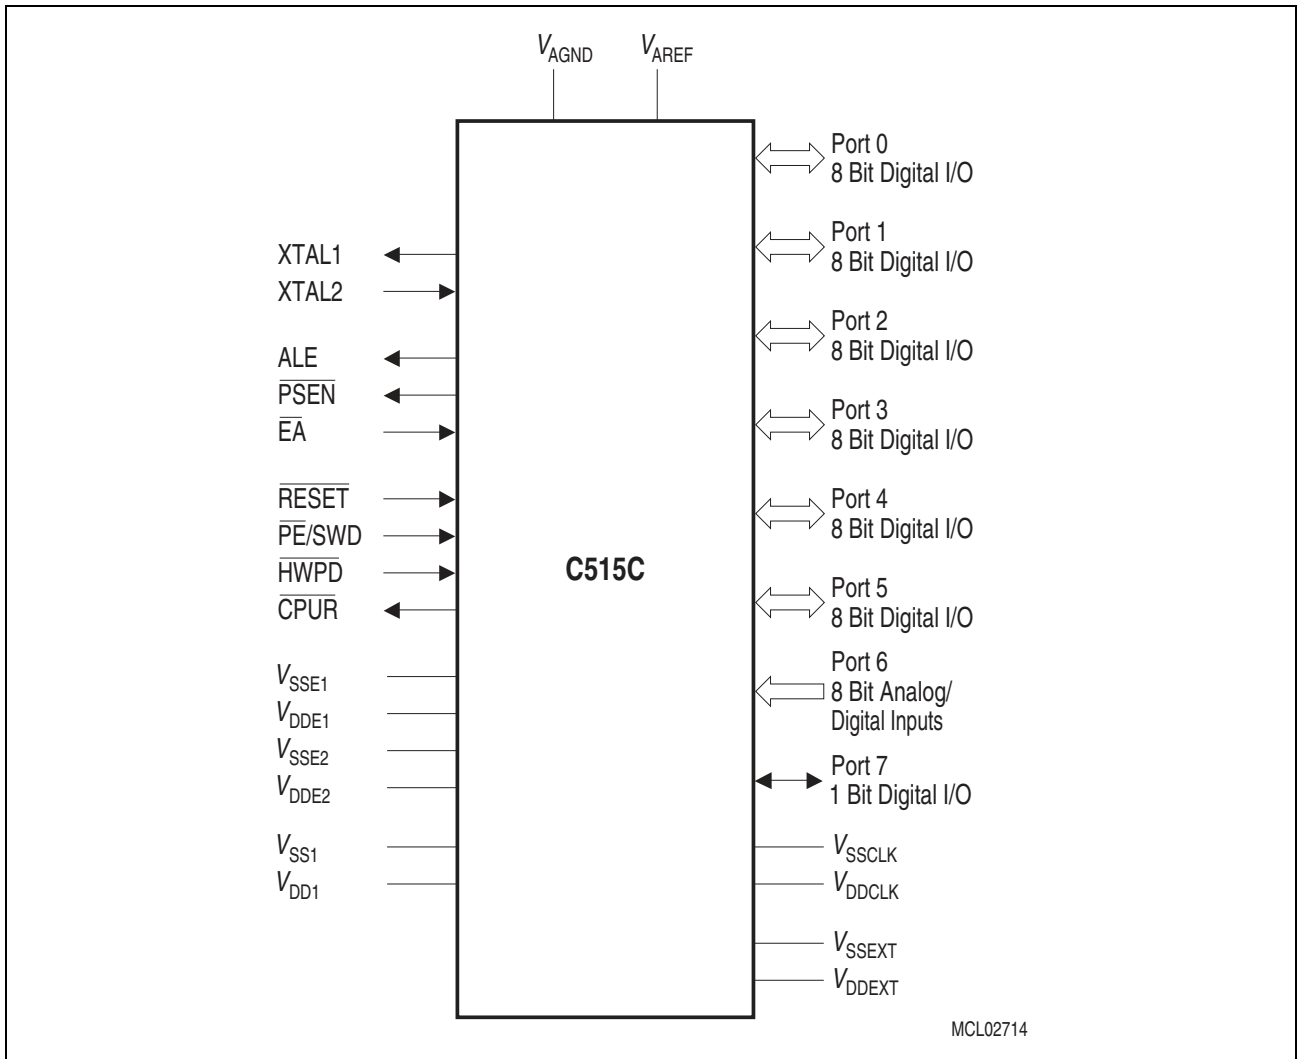 VAGND VAREF
Port 0
8 Bit Digital I/O
Port 1
8 Bit Digital I/O
XTAL1
XTAL2
Port 2
8 Bit Digital I/O
ALE
PSEN
EA
Port 3
8 Bit Digital I/O
RESET
PE/SWD
HWPD
CPUR
C515C
Port 4
8 Bit Digital I/O
Port 5
8 Bit Digital I/O
Port 6
8 Bit Analog/
Digital Inputs
VSSE1
VDDE1
VSSE2
VDDE2
Port 7
1 Bit Digital I/O
VSS1
VDD1
VSSCLK
VDDCLK
VSSEXT
VDDEXT
MCL02714